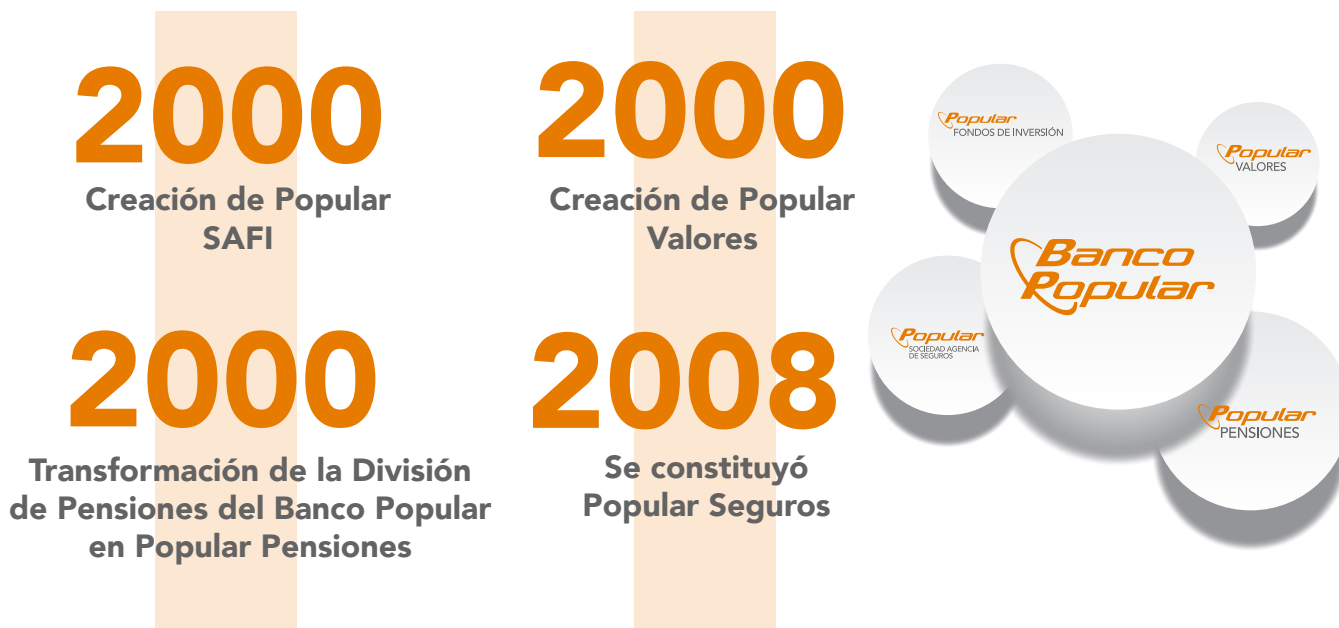 2000
Creación de Popular
SAFI
2000
Creación de Popular
Valores
2000
Transformación de la División
de Pensiones del Banco Popular
en Popular Pensiones
2008
Se constituyó
Popular Seguros
Popular
FONDOS DE INVERSIÓN
Popular
VALORES
Banco
Popular
Popular
SOCIEDAD AGENCIA
DE SEGUROS
Popular
PENSIONES